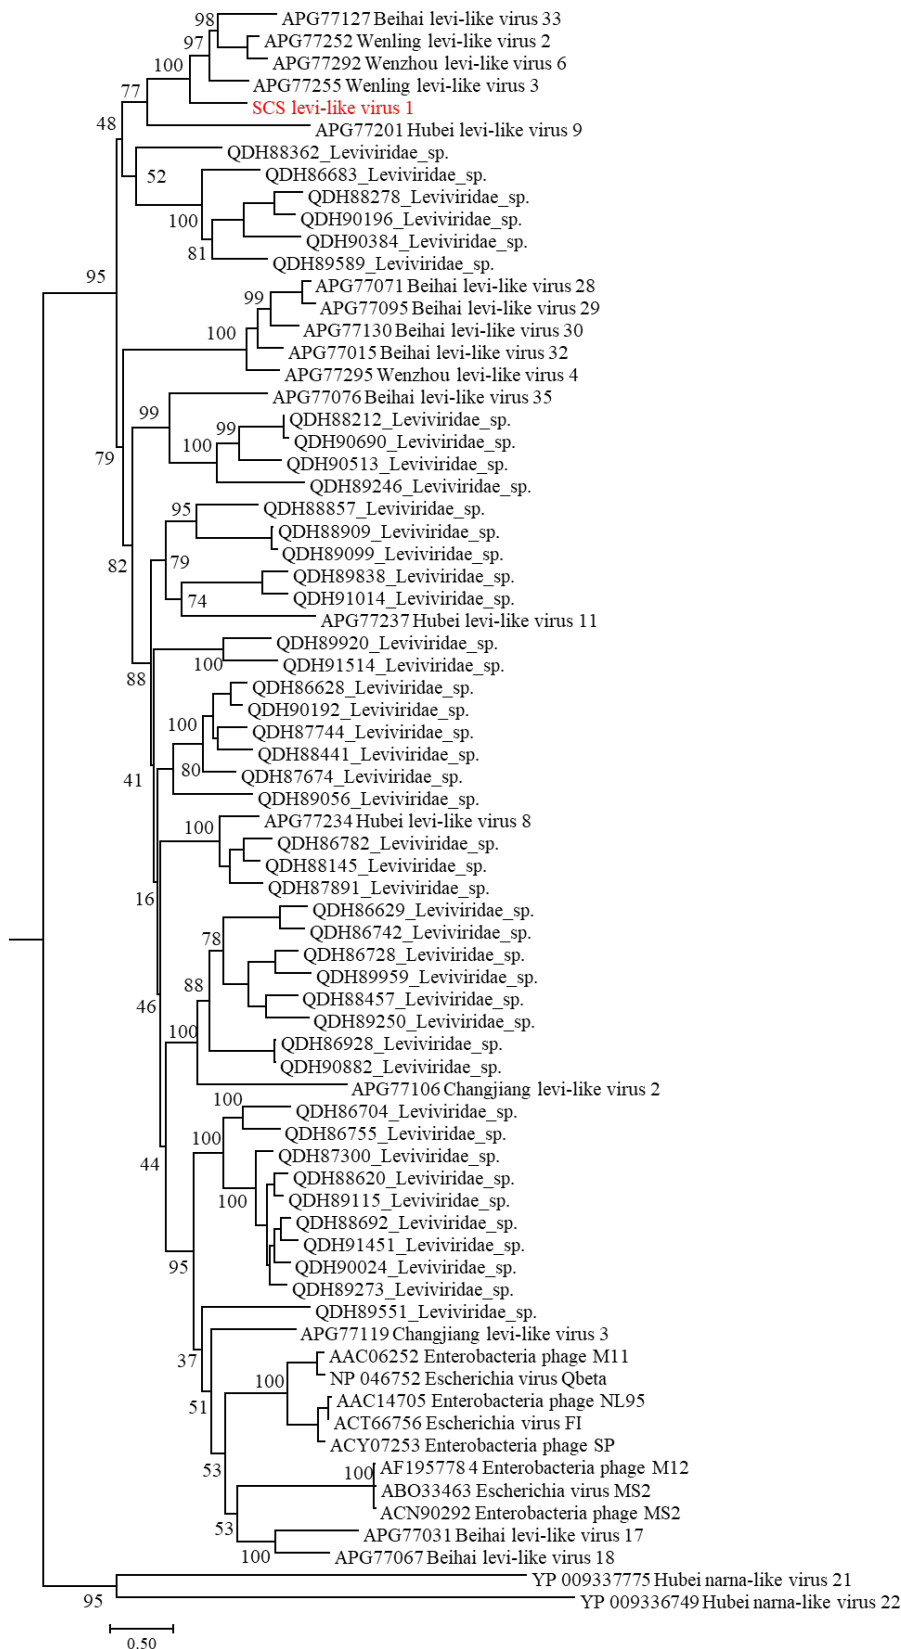 98
APG77127 Beihai levi-like virus 33
97
APG77252 Wenling levi-like virus 2
100
APG77292 Wenzhou levi-like virus 6
77
APG77255 Wenling levi-like virus 3
SCS levi-like virus 1
48
APG77201 Hubei levi-like virus 9
QDH88362_Leviviridae_sp.
52
QDH86683_Leviviridae_sp.
QDH88278_Leviviridae_sp.
100
QDH90196_Leviviridae_sp.
QDH90384_Leviviridae_sp.
81
QDH89589_Leviviridae_sp.
95
APG77071 Beihai levi-like virus 28
99
APG77095 Beihai levi-like virus 29
100
APG77130 Beihai levi-like virus 30
APG77015 Beihai levi-like virus 32
APG77295 Wenzhou levi-like virus 4
APG77076 Beihai levi-like virus 35
99
QDH88212_Leviviridae_sp.
99
QDH90690_Leviviridae_sp.
100
79
QDH90513_Leviviridae_sp.
QDH89246_Leviviridae_sp.
95
QDH88857_Leviviridae_sp.
QDH88909_Leviviridae_sp.
QDH89099_Leviviridae_sp.
82
79
QDH89838_Leviviridae_sp.
74
QDH91014_Leviviridae_sp.
APG77237 Hubei levi-like virus 11
QDH89920_Leviviridae_sp.
100
QDH91514_Leviviridae_sp.
88
QDH86628_Leviviridae_sp.
QDH90192_Leviviridae_sp.
100
QDH87744_Leviviridae_sp.
QDH88441_Leviviridae_sp.
80
QDH87674_Leviviridae_sp.
41
QDH89056_Leviviridae_sp.
APG77234 Hubei levi-like virus 8
100
QDH86782_Leviviridae_sp.
QDH88145_Leviviridae_sp.
QDH87891_Leviviridae_sp.
16
QDH86629_Leviviridae_sp.
QDH86742_Leviviridae_sp.
78
QDH86728_Leviviridae_sp.
QDH89959_Leviviridae_sp.
88
QDH88457_Leviviridae_sp.
46
QDH89250_Leviviridae_sp.
100
QDH86928_Leviviridae_sp.
QDH90882_Leviviridae_sp.
APG77106 Changjiang levi-like virus 2
100
QDH86704_Leviviridae_sp.
QDH86755_Leviviridae_sp.
100
QDH87300_Leviviridae_sp.
44
QDH88620_Leviviridae_sp.
100
QDH89115_Leviviridae_sp.
QDH88692_Leviviridae_sp.
QDH91451_Leviviridae_sp.
95
QDH90024_Leviviridae_sp.
QDH89273_Leviviridae_sp.
QDH89551_Leviviridae_sp.
APG77119 Changjiang levi-like virus 3
37
AAC06252 Enterobacteria phage M11
100
NP 046752 Escherichia virus Qbeta
51
AAC14705 Enterobacteria phage NL95
ACT66756 Escherichia virus FI
ACY07253 Enterobacteria phage SP
53
100
AF1957784 Enterobacteria phage M12
ABO33463 Escherichia virus MS2
ACN90292 Enterobacteria phage MS2
53
APG77031 Beihai levi-like virus 17
100
APG77067 Beihai levi-like virus 18
YP 009337775 Hubei narna-like virus 21
95
YP 009336749 Hubei narna-like virus 22
0.50